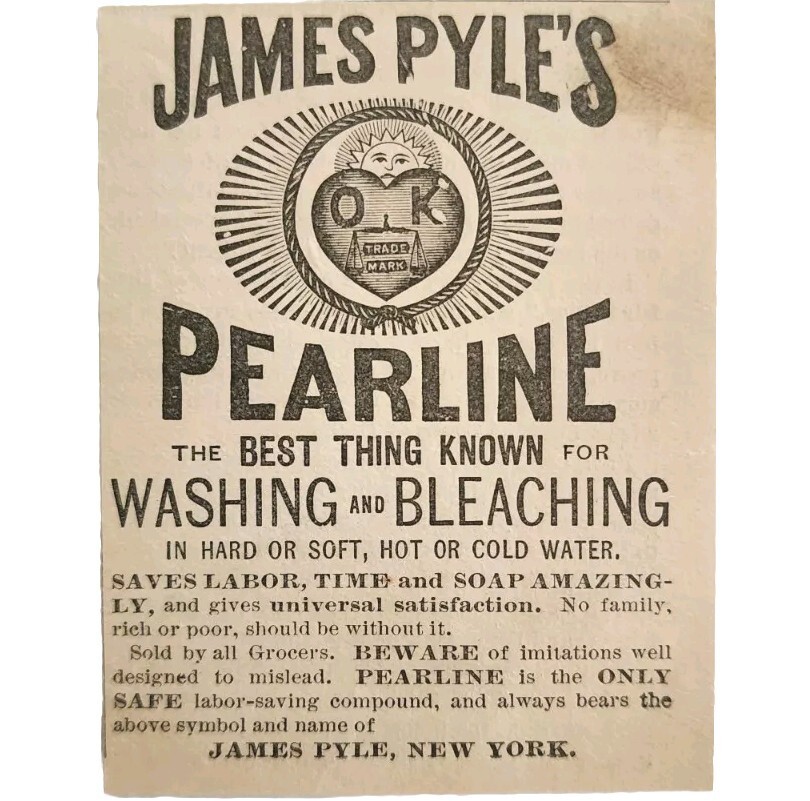 JAMES PYLE'S
O K
TRADE
MARK
PEARLINE
THE BEST THING KNOWN FOR
WASHING AND BLEACHING
IN HARD OR SOFT, HOT OR COLD WATER.
SAVES LABOR, TIME and SOAP AMAZING-
LY, and gives universal satisfaction. No family,
rich or poor, should be without it.
Sold by all Grocers. BEWARE of imitations well
designed to mislead. PEARLINE is the ONLY
SAFE labor-saving compound, and always bears the
above symbol and name of
JAMES PYLE, NEW YORK.